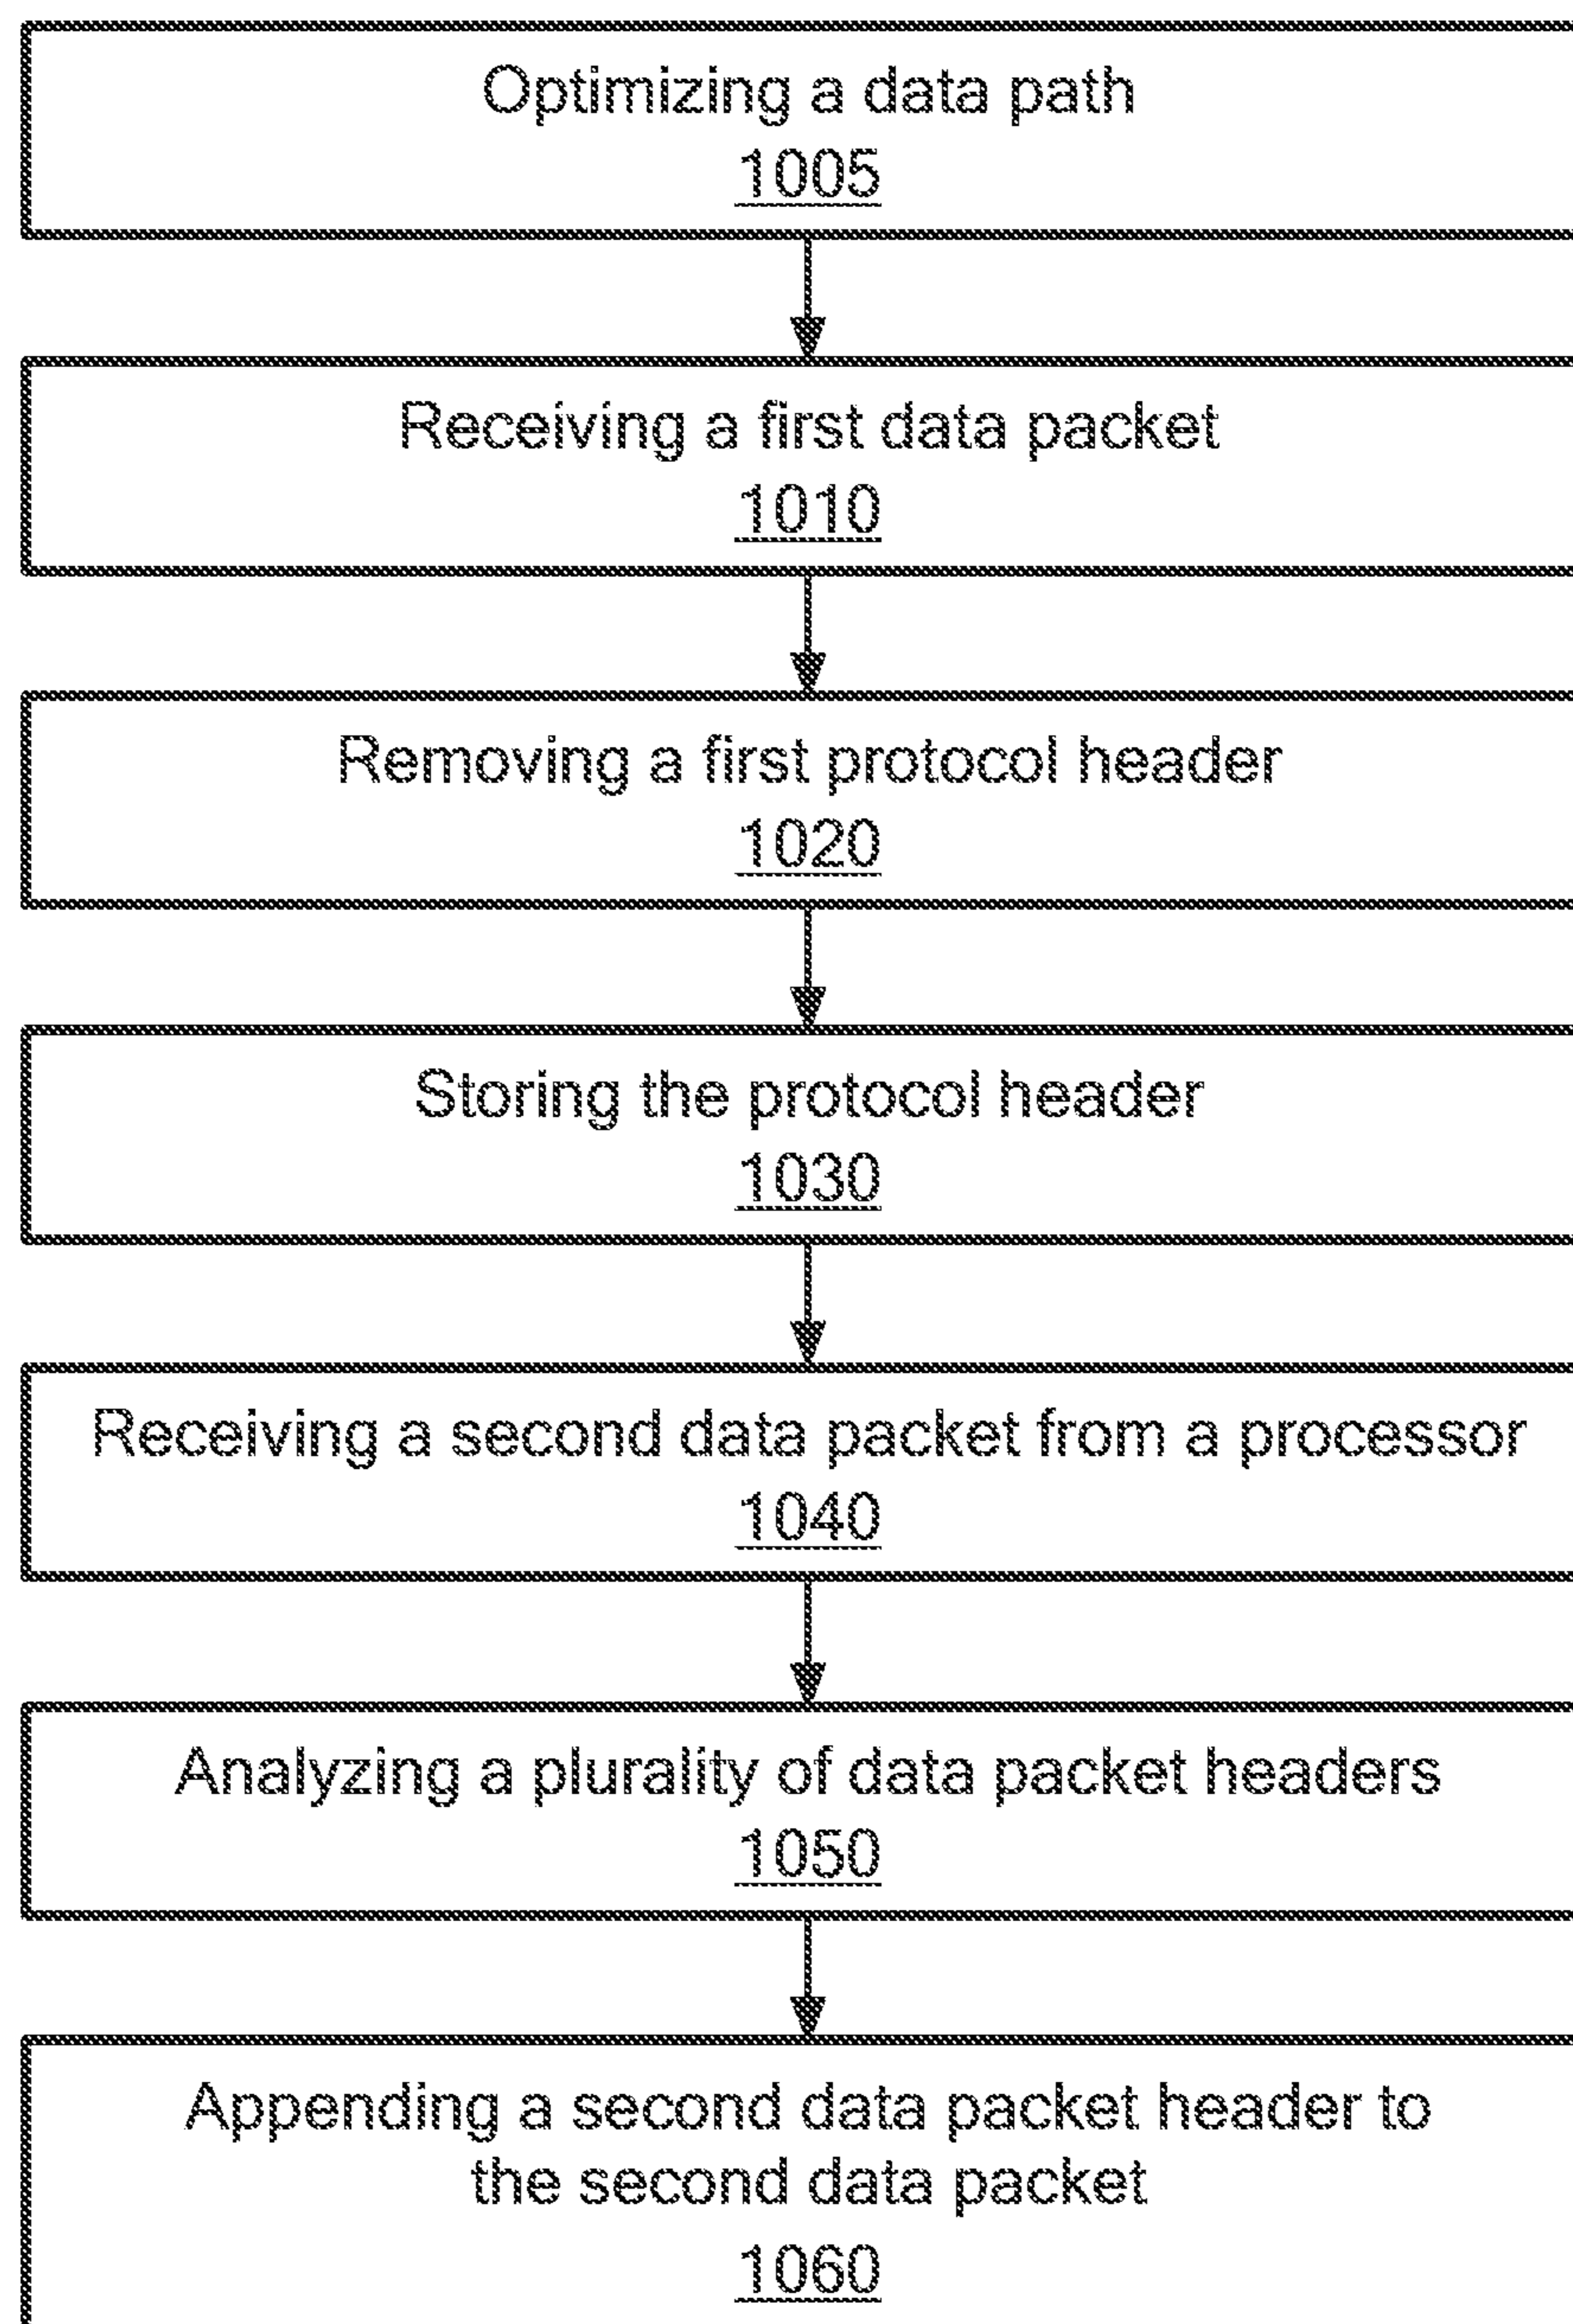 Optimizing a data path
1005
Receiving a first data packet
1010
Removing a first protocol header
1020
Storing the protocol header
1030
Receiving a second data packet from a processor
1040
Analyzing a plurality of data packet headers
1050
Appending a second data packet header to
the second data packet
1060